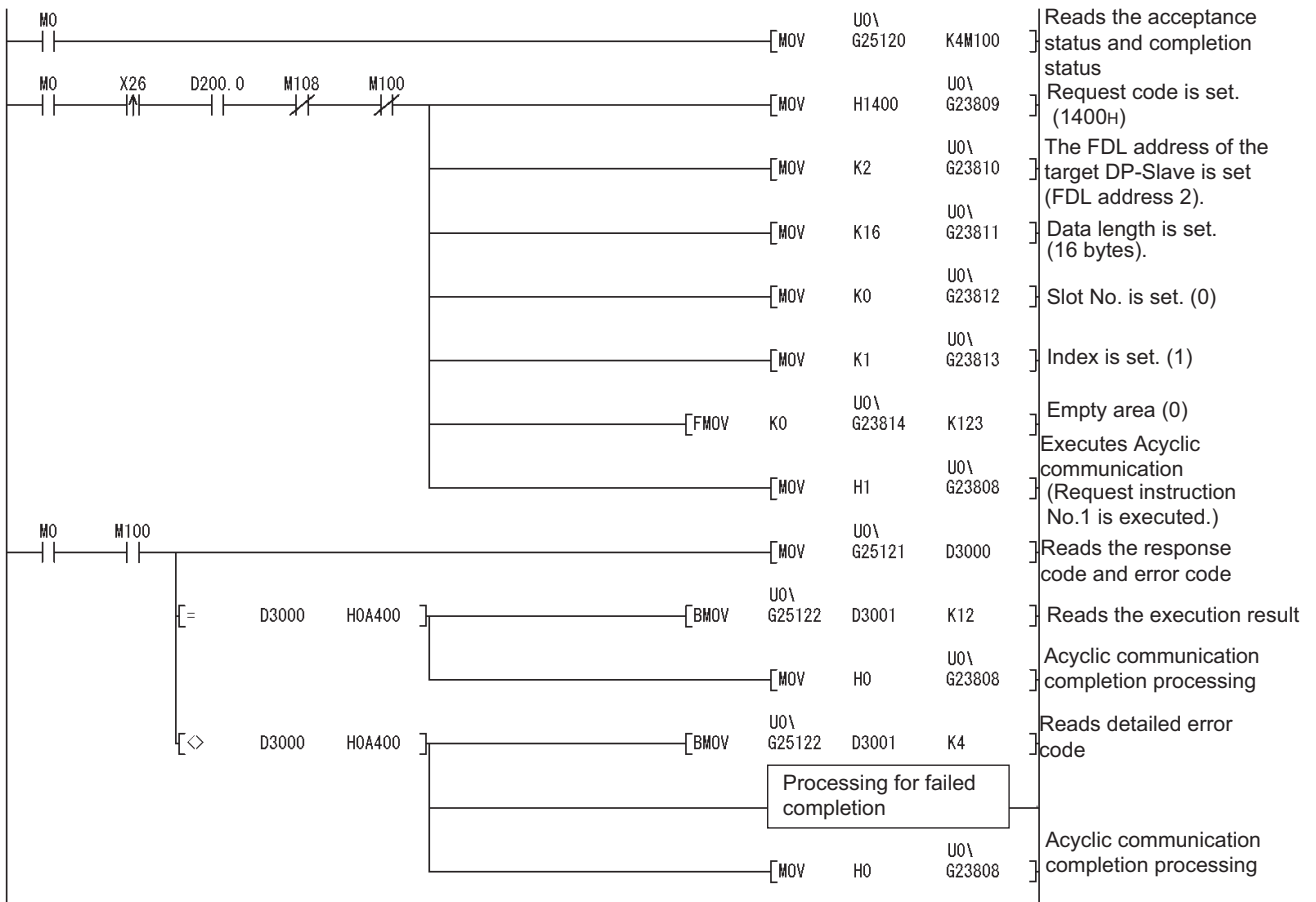 M0 U0\ Reads the acceptance
[MOV G25120 K4M100 ] status and completion
status
M0 X26 D200.0 M108 M100 U0\ Request code is set.
[MOV H1400 G23809 ] (1400H)
U0\ The FDL address of the
[MOV K2 G23810 ] target DP-Slave is set
(FDL address 2).
U0\
[MOV K16 G23811 ] Data length is set.
(16 bytes).
U0\
[MOV K0 G23812 ] Slot No. is set. (0)
U0\
[MOV K1 G23813 ] Index is set. (1)
U0\
[FMOV K0 G23814 K123 ] Empty area (0)
Executes Acyclic
U0\ communication
[MOV H1 G23808 ] (Request instruction
No.1 is executed.)
M0 M100 U0\
[MOV G25121 D3000 ] Reads the response
code and error code
U0\
[= D3000 H0A400 ] [BMOV G25122 D3001 K12 ] Reads the execution result
U0\ Acyclic communication
[MOV H0 G23808 ] completion processing
U0\ Reads detailed error
[<> D3000 H0A400 ] [BMOV G25122 D3001 K4 ] code
Processing for failed
completion
U0\ Acyclic communication
[MOV H0 G23808 ] completion processing